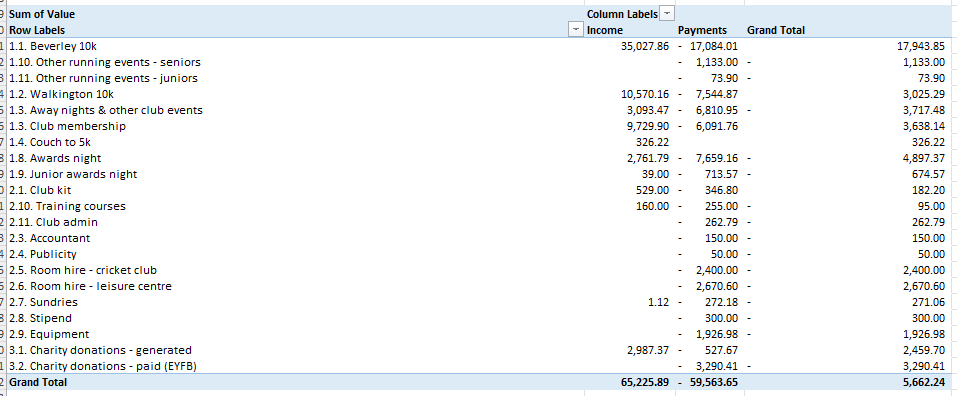 Sum of Value Column Labels
Row Labels Income Payments Grand Total
1.1. Beverley 10k 35,027.86 - 17,084.01 17,943.85
1.10. Other running events - seniors - 1,133.00 - 1,133.00
1.11. Other running events - juniors - 73.90 - 73.90
1.2. Walkington 10k 10,570.16 - 7,544.87 3,025.29
1.3. Away nights & other club events 3,093.47 - 6,810.95 - 3,717.48
1.3. Club membership 9,729.90 - 6,091.76 3,638.14
1.4. Couch to 5k 326.22 326.22
1.8. Awards night 2,761.79 - 7,659.16 - 4,897.37
1.9. Junior awards night 39.00 - 713.57 - 674.57
2.1. Club kit 529.00 - 346.80 182.20
2.10. Training courses 160.00 - 255.00 - 95.00
2.11. Club admin - 262.79 - 262.79
2.3. Accountant - 150.00 - 150.00
2.4. Publicity - 50.00 - 50.00
2.5. Room hire - cricket club - 2,400.00 - 2,400.00
2.6. Room hire - leisure centre - 2,670.60 - 2,670.60
2.7. Sundries 1.12 - 272.18 - 271.06
2.8. Stipend - 300.00 - 300.00
2.9. Equipment - 1,926.98 - 1,926.98
3.1. Charity donations - generated 2,987.37 - 527.67 2,459.70
3.2. Charity donations - paid (EYFB) - 3,290.41 - 3,290.41
Grand Total 65,225.89 - 59,563.65 5,662.24